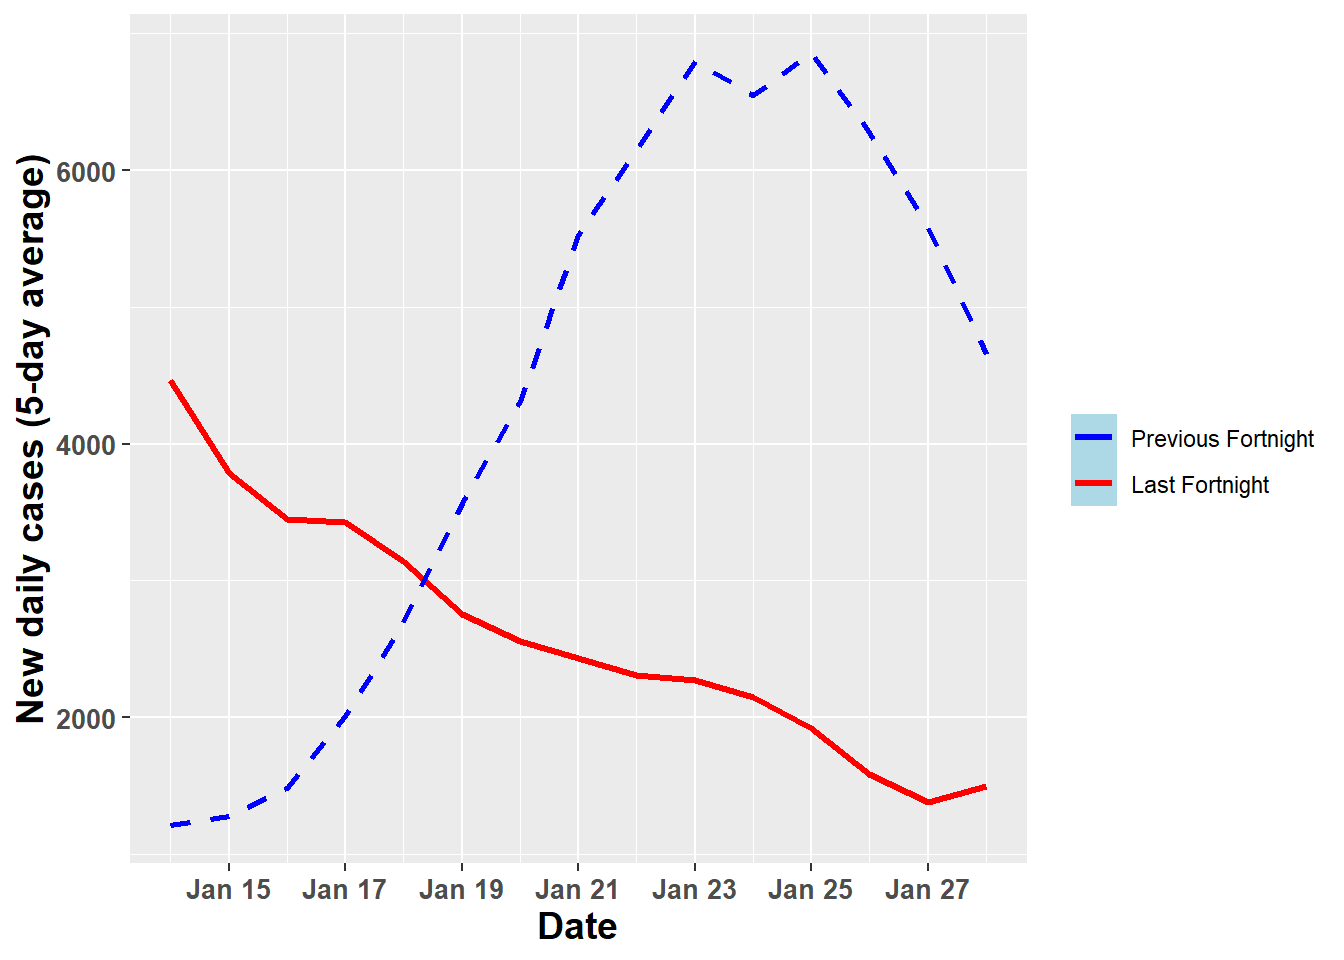 New daily cases (5-day average)
6000
4000
2000
Jan 15
Jan 17
Jan 19
Jan 21
Jan 23
Jan 25
Jan 27
Date
Previous Fortnight
Last Fortnight